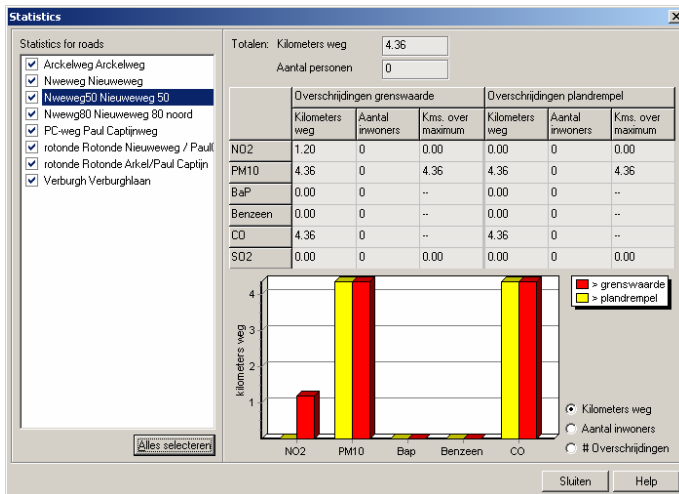 Statistics
Statistics for roads
Arckelweg Arckelweg
Nweweg Nieuweweg
Nweweg50 Nieuweweg 50
Nwewg80 Nieuweweg 80 noord
PC-weg Paul Captijnweg
rotonde Rotonde Nieuweweg / Paul(
rotonde Rotonde Arkel/Paul Captijn
Verburgh Verburghlaan
Alles selecteren
Totalen: Kilometers weg 4.36
Aantal personen 0
Overschrijdingen grenswaarde Overschrijdingen plandrempel
Kilometers weg Aantal inwoners Kms. over maximum Kilometers weg Aantal inwoners Kms. over maximum
NO2 1.20 0 0.00 0.00 0 0.00
PM10 4.36 0 4.36 4.36 0 4.36
BaP 0.00 0 -- 0.00 0 --
Benzeen 0.00 0 -- 0.00 0 --
CO 4.36 0 -- 4.36 0 --
SO2 0.00 0 0.00 0.00 0 0.00
> grenswaarde
> plandrempel
kilometers weg
4
3
2
1
NO2 PM10 Bap Benzeen CO
Kilometers weg
Aantal inwoners
# Overschrijdingen
Sluiten Help